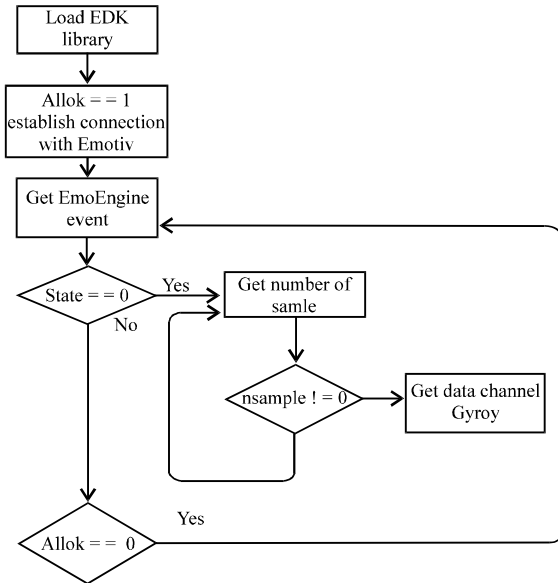 Load EDK
library
Allok = = 1
establish connection
with Emotiv
Get EmoEngine
event
State = = 0
Yes
No
Get number of
samle
nsample ! = 0
Get data channel
Gyroy
Yes
Allok = = 0